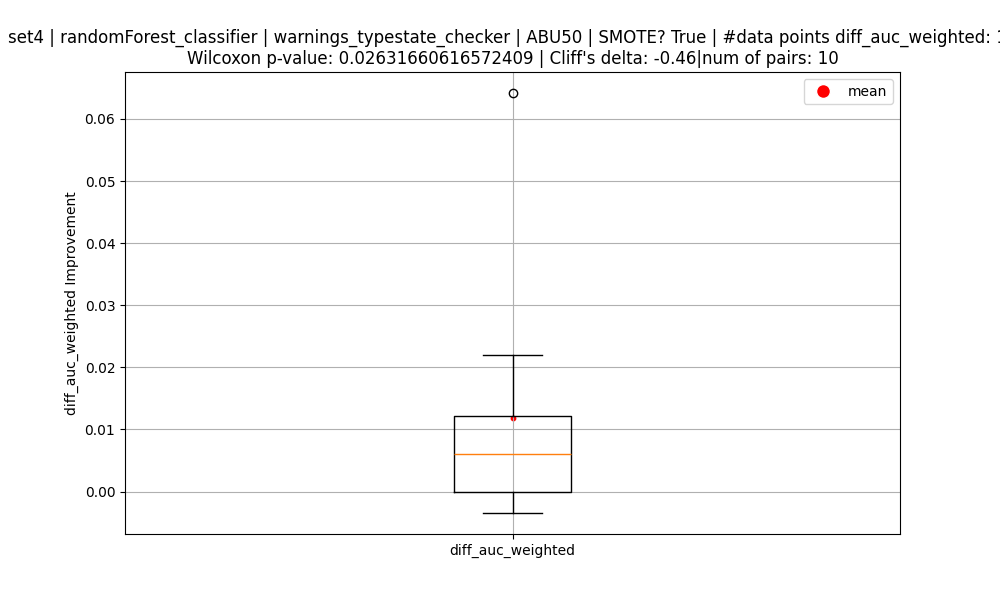 set4 | randomForest_classifier | warnings_typestate_checker | ABU50 | SMOTE? True | #data points diff_auc_weighted:
Wilcoxon p-value: 0.02631660616572409 | Cliff's delta: -0.46|num of pairs: 10
mean
0.06
0.05
0.04
0.03
0.02
0.01
0.00
diff_auc_weighted Improvement
diff_auc_weighted